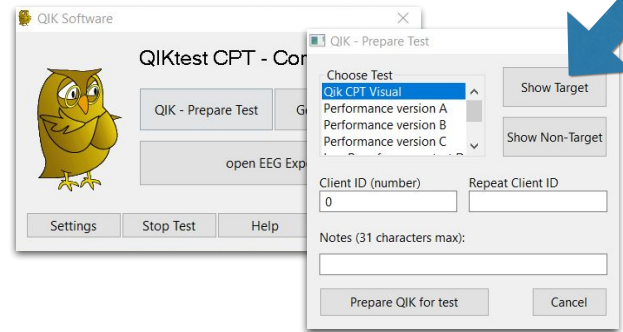 QIK Software
QIKtest CPT - Con
QIK - Prepare Test
open EEG Exp
Settings
Stop Test
Help
QIK - Prepare Test
Choose Test
Qik CPT Visual
Performance version A
Performance version B
Performance version C
Show Target
Show Non-Target
Client ID (number)
Repeat Client ID
0
Notes (31 characters max):
Prepare QIK for test
Cancel